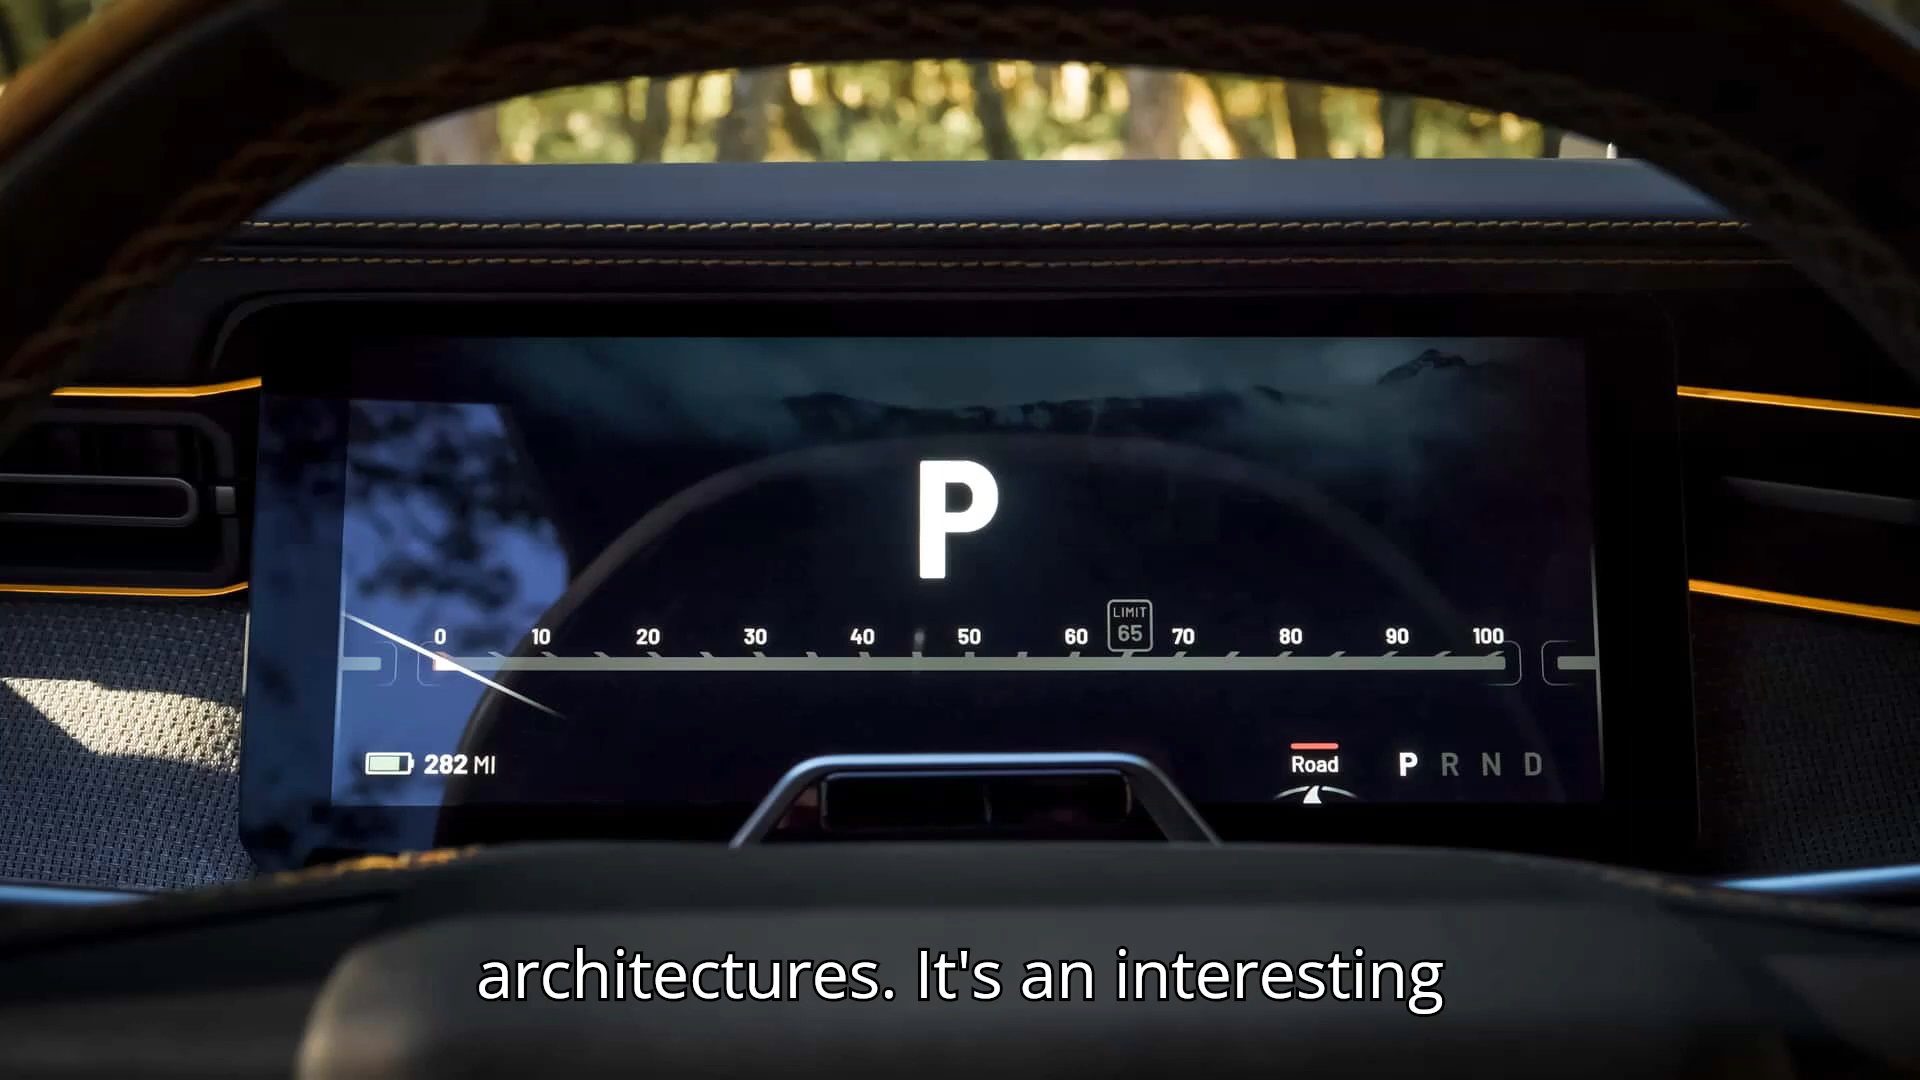 P
LIMIT
65
0 10 20 30 40 50 60 70 80 90 100
282 MI
Road
P R N D
architectures. It's an interesting